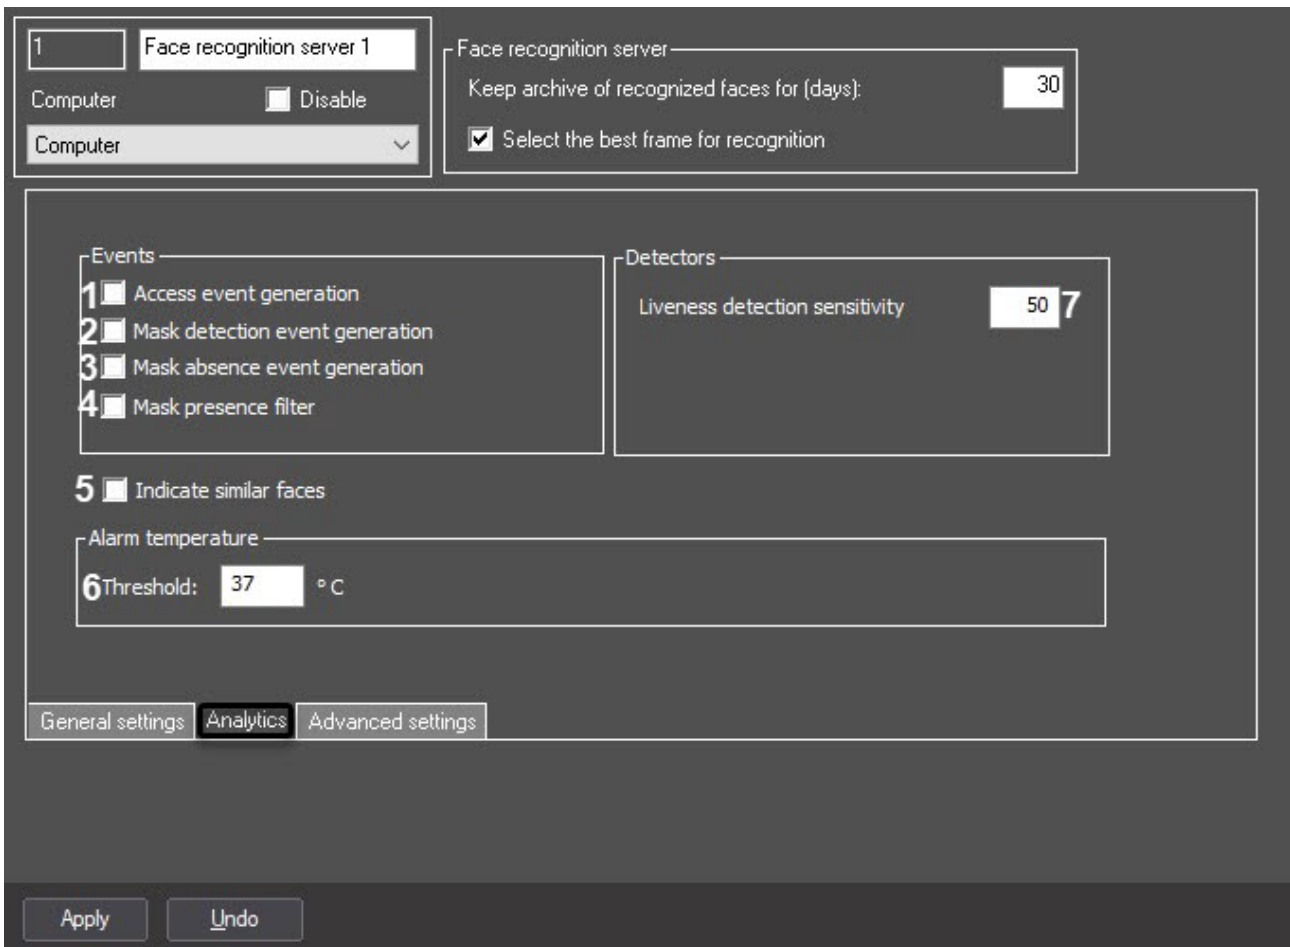 1
Face recognition server 1
Computer
Disable
Computer
Face recognition server
Keep archive of recognized faces for (days):
30
Select the best frame for recognition
Events
1 Access event generation
2 Mask detection event generation
3 Mask absence event generation
4 Mask presence filter
Detectors
Liveness detection sensitivity 50 7
5 Indicate similar faces
Alarm temperature
6 Threshold: 37 °C
General settings Analytics Advanced settings
Apply Undo